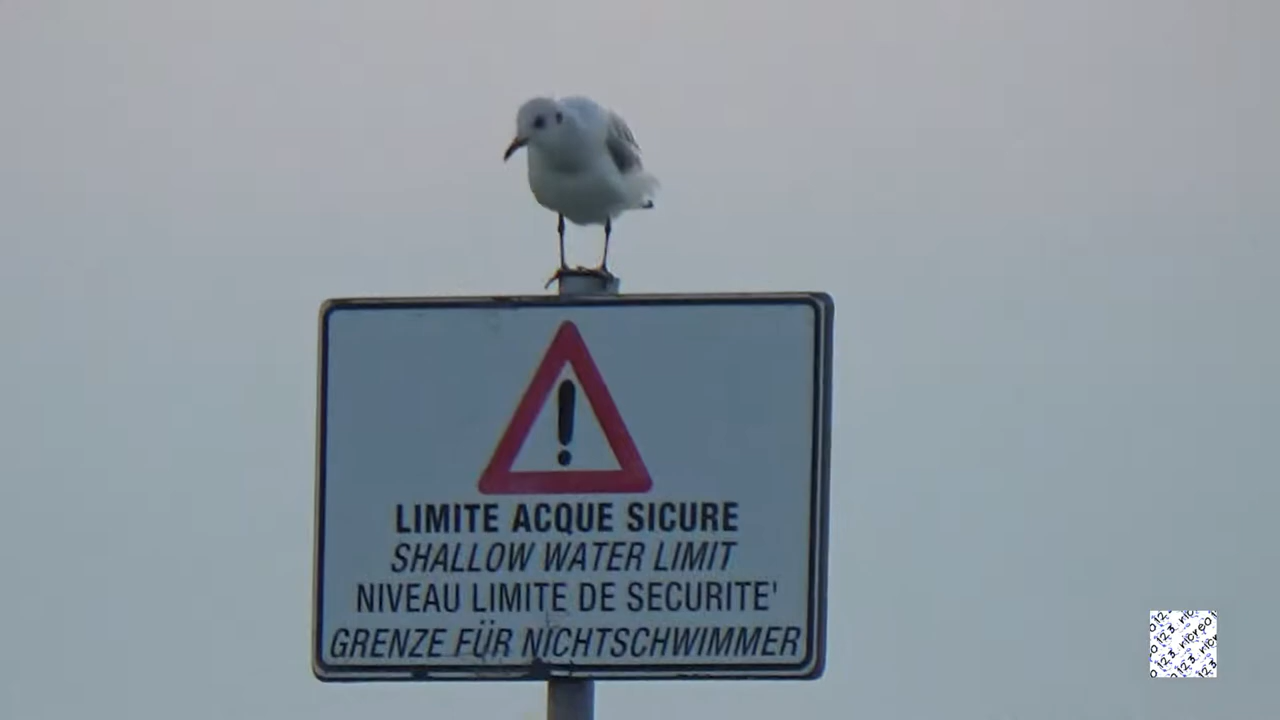 !
LIMITE ACQUE SICURE
SHALLOW WATER LIMIT
NIVEAU LIMITE DE SECURITE'
GRENZE FÜR NICHTSCHWIMMER